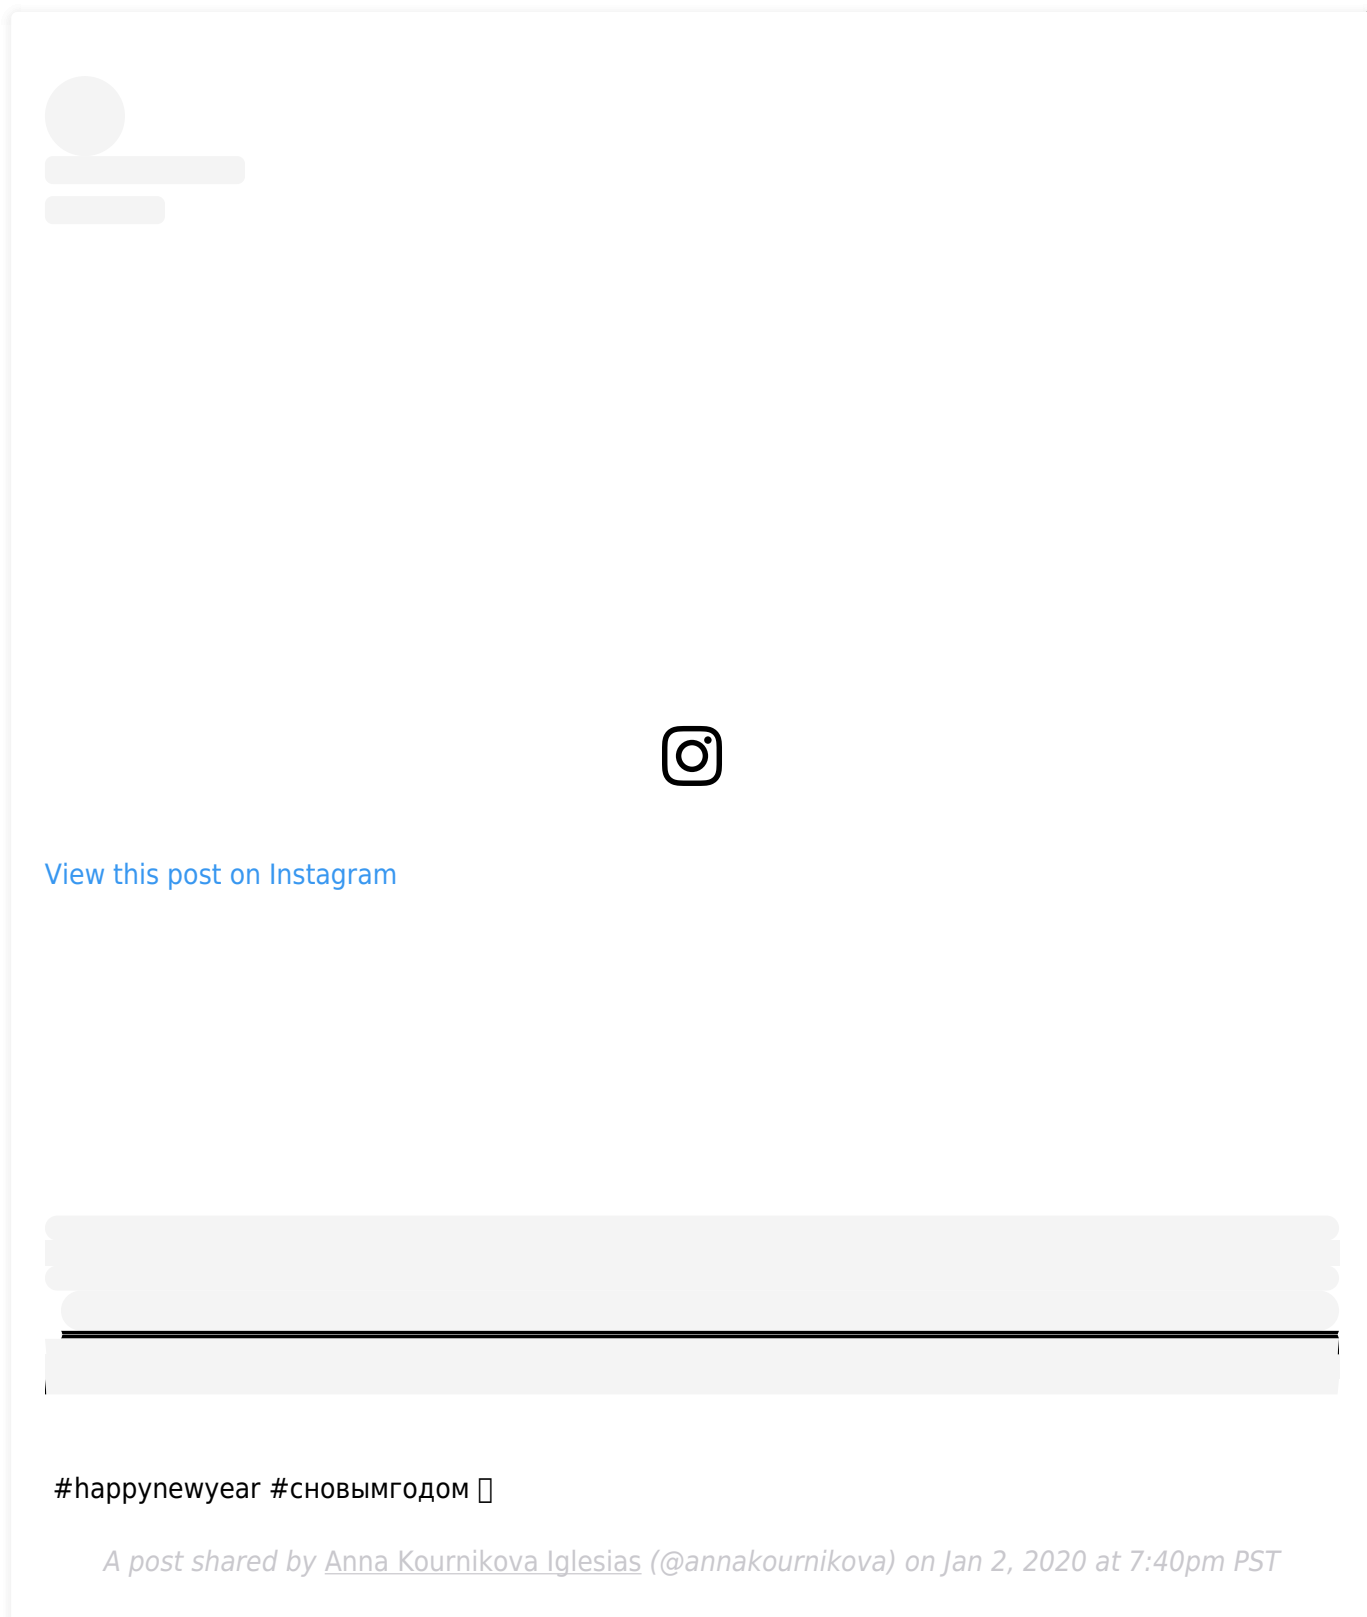 View this post on Instagram
#happynewyear #сновымгодом
A post shared by Anna Kournikova Iglesias (@annakournikova) on Jan 2, 2020 at 7:40pm PST